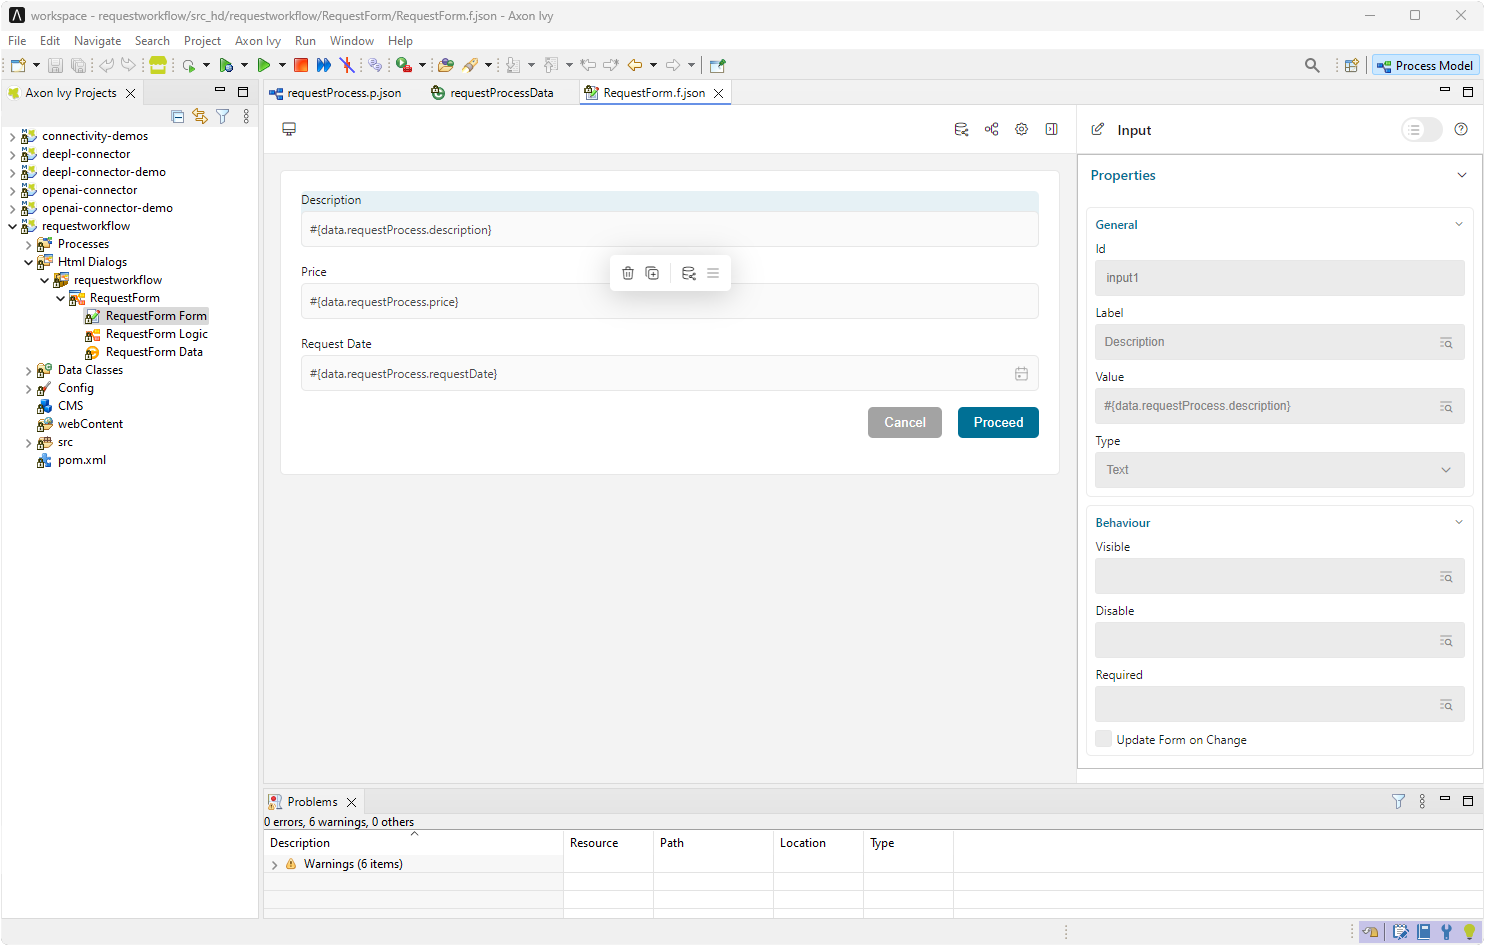 workspace - requestworkflow/src_hd/requestworkflow/RequestForm/RequestForm.f.json - Axon Ivy
File Edit Navigate Search Project Axon Ivy Run Window Help
Process Model
Axon Ivy Projects
connectivity-demos
deepl-connector
deepl-connector-demo
openai-connector
openai-connector-demo
requestworkflow
Processes
Html Dialogs
requestworkflow
RequestForm
RequestForm Form
RequestForm Logic
RequestForm Data
Data Classes
Config
CMS
webContent
src
pom.xml
requestProcess.p.json requestProcessData RequestForm.f.json
Description
#{data.requestProcess.description}
Price
#{data.requestProcess.price}
Request Date
#{data.requestProcess.requestDate}
Cancel Proceed
Input
Properties
General
Id
input1
Label
Description
Value
#{data.requestProcess.description}
Type
Text
Behaviour
Visible
Disable
Required
Update Form on Change
Problems
0 errors, 6 warnings, 0 others
Description Resource Path Location Type
Warnings (6 items)